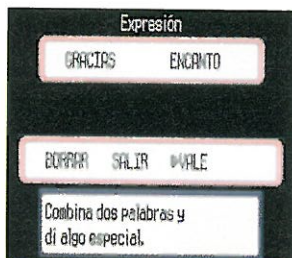 Expresión
GRACIAS ENCANTO
BORRAR SALIR ▶VALE
Combina dos palabras y
di algo especial.